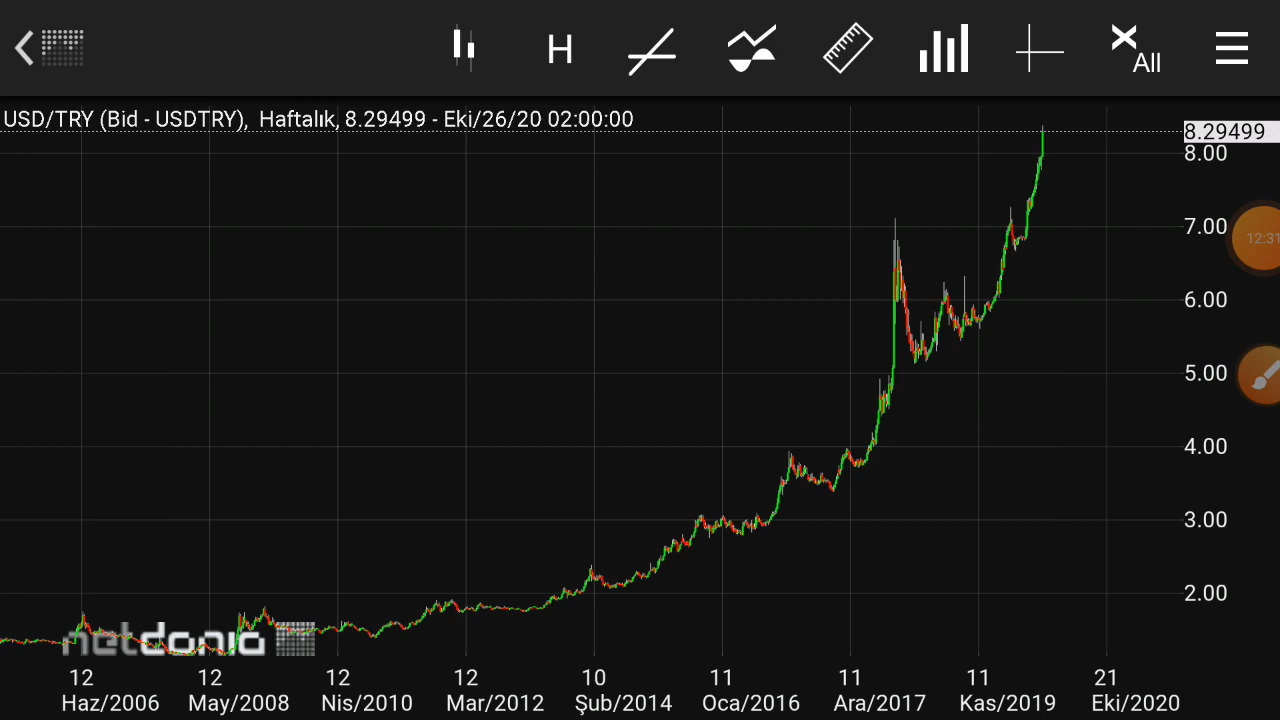 H
All
USD/TRY (Bid - USDTRY), Haftalık, 8.29499 - Eki/26/20 02:00:00
8.29499
8.00
7.00
12:31
6.00
5.00
4.00
3.00
2.00
netdania
12 12 12 12 10 11 11 11 21
Haz/2006 May/2008 Nis/2010 Mar/2012 Şub/2014 Oca/2016 Ara/2017 Kas/2019 Eki/2020